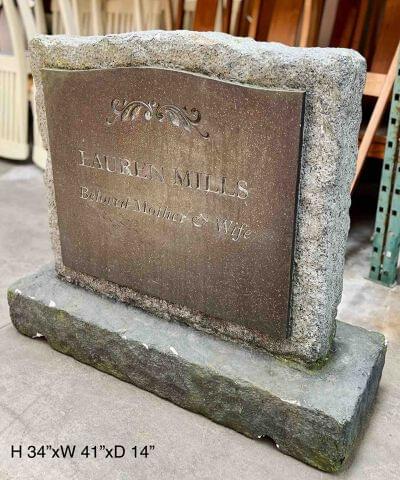 LAUREN MILLS
Beloved Mother & Wife
H 34”xW 41”xD 14”